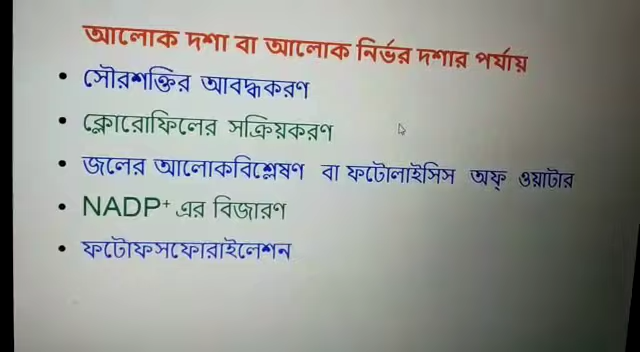 আলোক দশা বা আলোক নির্ভর দশার পর্যায়
• সৌরশক্তির আবদ্ধকরণ
• ক্লোরোফিলের সক্রিয়করণ
• জলের আলোকবিশ্লেষণ বা ফটোলাইসিস অফ্ ওয়াটার
• NADP⁺ এর বিজারণ
• ফটোফসফোরাইলেশন